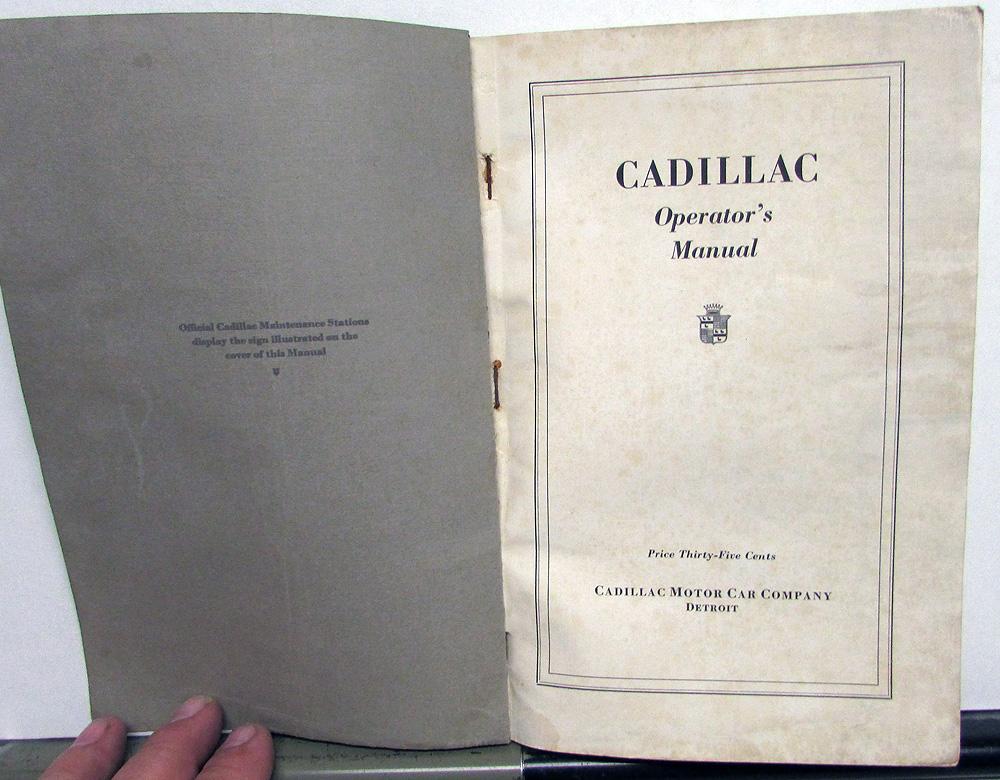 Official Cadillac Maintenance Stations
display the sign illustrated on the
cover of this Manual
CADILLAC
Operator's
Manual
Price Thirty-Five Cents
CADILLAC MOTOR CAR COMPANY
DETROIT